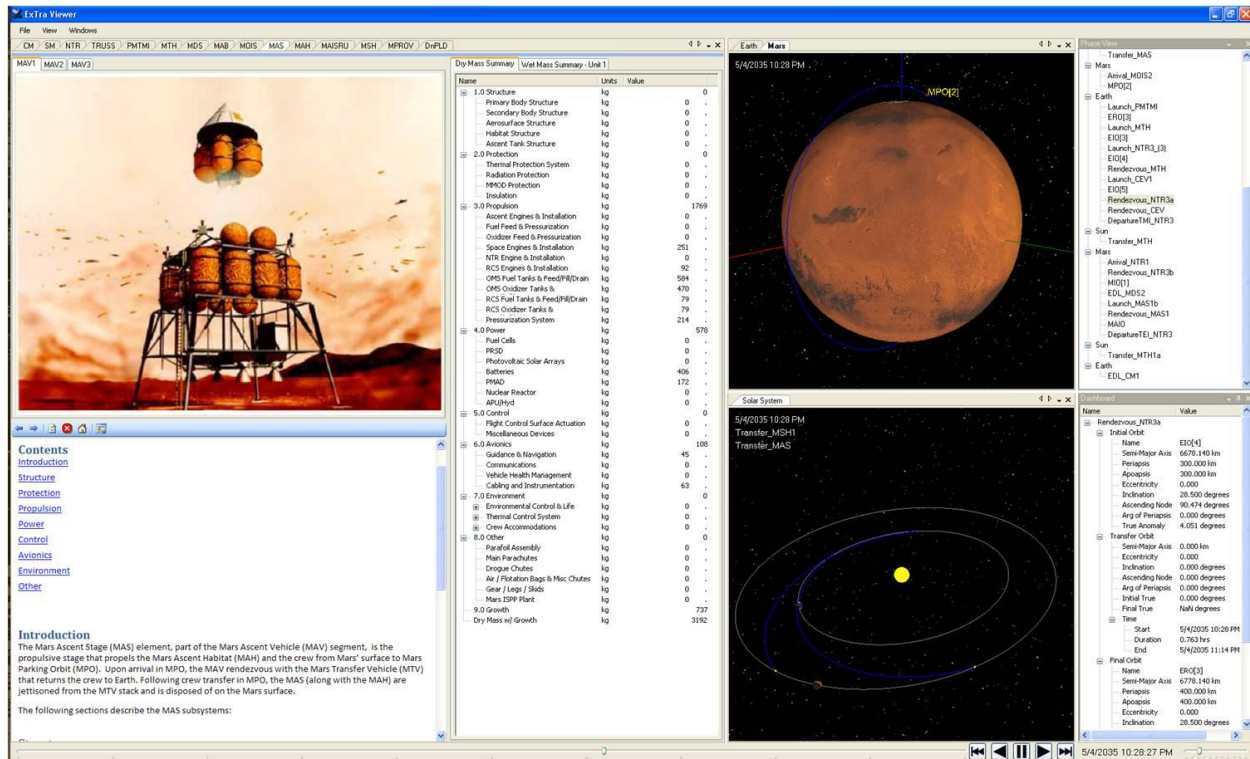 ExTra Viewer
File View Windows
CM SM NTR TRUSS PMTMI MTH MDS MAB MOIS MAS MAH MAISRU MSH MPROV DnPLD
MAV1 MAV2 MAV3
Contents
Introduction
Structure
Protection
Propulsion
Power
Control
Avionics
Environment
Other
Introduction
The Mars Ascent Stage (MAS) element, part of the Mars Ascent Vehicle (MAV) segment, is the
propulsive stage that propels the Mars Ascent Habitat (MAH) and the crew from Mars' surface to Mars
Parking Orbit (MPO). Upon arrival in MPO, the MAV rendezvous with the Mars Transfer Vehicle (MTV)
that returns the crew to Earth. Following crew transfer in MPO, the MAS (along with the MAH) are
jettisoned from the MTV stack and is disposed of on the Mars surface.
The following sections describe the MAS subsystems:
Dry Mass Summary Wet Mass Summary - Unit 1
Name Units Value
1.0 Structure kg 0
Primary Body Structure kg 0
Secondary Body Structure kg 0
Aerosurface Structure kg 0
Habitat Structure kg 0
Ascent Tank Structure kg 0
2.0 Protection kg 0
Thermal Protection System kg 0
Radiation Protection kg 0
MMOD Protection kg 0
Insulation kg 0
3.0 Propulsion kg 1769
Ascent Engines & Installation kg 0
Fuel Feed & Pressurization kg 0
Oxidizer Feed & Pressurization kg 0
Space Engines & Installation kg 251
NTR Engine & Installation kg 0
RCS Engines & Installation kg 92
OMS Fuel Tanks & Feed/Fill/Drain kg 584
OMS Oxidizer Tanks & kg 470
RCS Fuel Tanks & Feed/Fill/Drain kg 79
RCS Oxidizer Tanks & kg 79
Pressurization System kg 214
4.0 Power kg 578
Fuel Cells kg 0
PRSD kg 0
Photovoltaic Solar Arrays kg 0
Batteries kg 406
PMAD kg 172
Nuclear Reactor kg 0
APU/Hyd kg 0
5.0 Control kg 0
Flight Control Surface Actuation kg 0
Miscellaneous Devices kg 0
6.0 Avionics kg 108
Guidance & Navigation kg 45
Communications kg 0
Vehicle Health Management kg 0
Cabling and Instrumentation kg 63
7.0 Environment kg 0
Environmental Control & Life kg 0
Thermal Control System kg 0
Crew Accommodations kg 0
8.0 Other kg 0
Parafoil Assembly kg 0
Main Parachutes kg 0
Drogue Chutes kg 0
Air / Flotation Bags & Misc Chutes kg 0
Gear / Legs / Skids kg 0
Mars ISPP Plant kg 0
9.0 Growth kg 737
Dry Mass w/ Growth kg 3192
Earth Mars
5/4/2035 10:28 PM
MPO[2]
Solar System
5/4/2035 10:28 PM
Transfer_MSH1
Transfer_MAS
Phase View
Transfer_MAS
Mars
Arrival_MOIS2
MPO[2]
Earth
Launch_PMTMI
ERO[3]
Launch_MTH
EIO[3]
Launch_NTR3_(3)
EIO[4]
Rendezvous_MTH
Launch_CEV1
EIO[5]
Rendezvous_NTR3a
Rendezvous_CEV
DepartureTMI_NTR3
Sun
Transfer_MTH
Mars
Arrival_NTR1
Rendezvous_NTR3b
MIO[1]
EDL_MDS2
Launch_MAS1b
Rendezvous_MAS1
MAIO
DepartureTEI_NTR3
Sun
Transfer_MTH1a
Earth
EDL_CM1
Dashboard
Name Value
Rendezvous_NTR3a
Initial Orbit
Name EIO[4]
Semi-Major Axis 6678.140 km
Periapsis 300.000 km
Apoapsis 300.000 km
Eccentricity 0.000
Inclination 28.500 degrees
Ascending Node 90.474 degrees
Arg of Periapsis 0.000 degrees
True Anomaly 4.051 degrees
Transfer Orbit
Semi-Major Axis 0.000 km
Eccentricity 0.000
Inclination 0.000 degrees
Ascending Node 0.000 degrees
Arg of Periapsis 0.000 degrees
Initial True 0.000 degrees
Final True NaN degrees
Time
Start 5/4/2035 10:28 PM
Duration 0.763 hrs
End 5/4/2035 11:14 PM
Final Orbit
Name ERO[3]
Semi-Major Axis 6778.140 km
Periapsis 400.000 km
Apoapsis 400.000 km
Eccentricity 0.000
Inclination 28.500 degrees
5/4/2035 10:28:27 PM